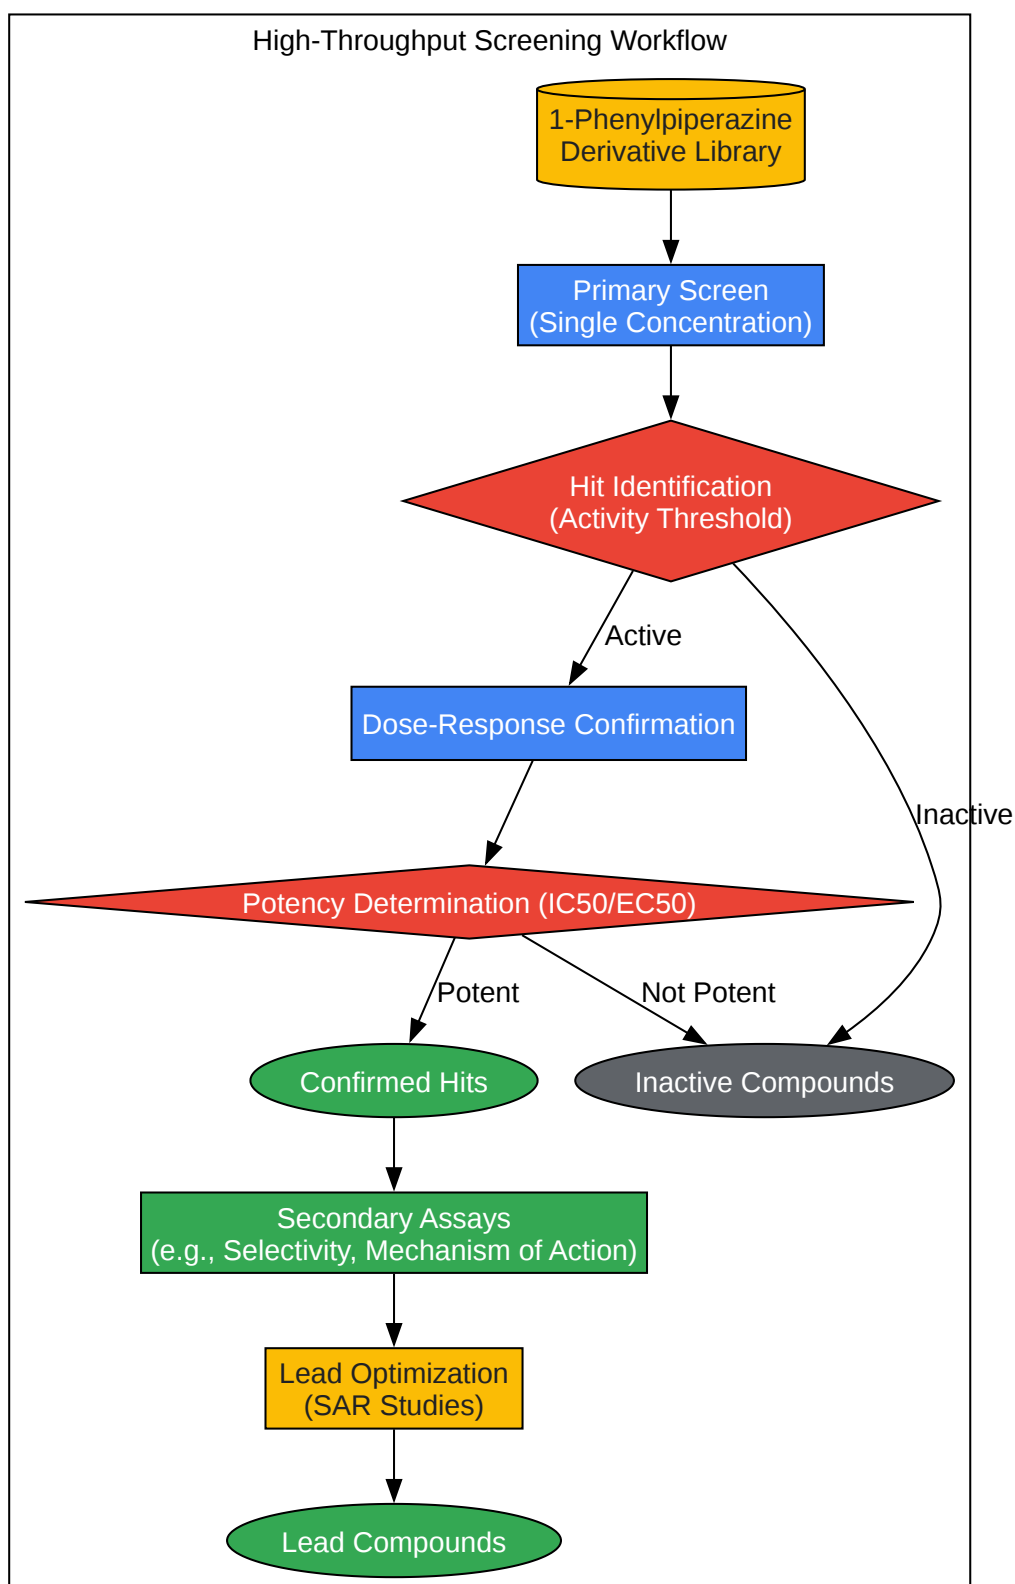 High-Throughput Screening Workflow
1-Phenylpiperazine
Derivative Library
Primary Screen
(Single Concentration)
Hit Identification
(Activity Threshold)
Active
Dose-Response Confirmation
Inactive
Potency Determination (IC50/EC50)
Potent
Not Potent
Confirmed Hits
Inactive Compounds
Secondary Assays
(e.g., Selectivity, Mechanism of Action)
Lead Optimization
(SAR Studies)
Lead Compounds